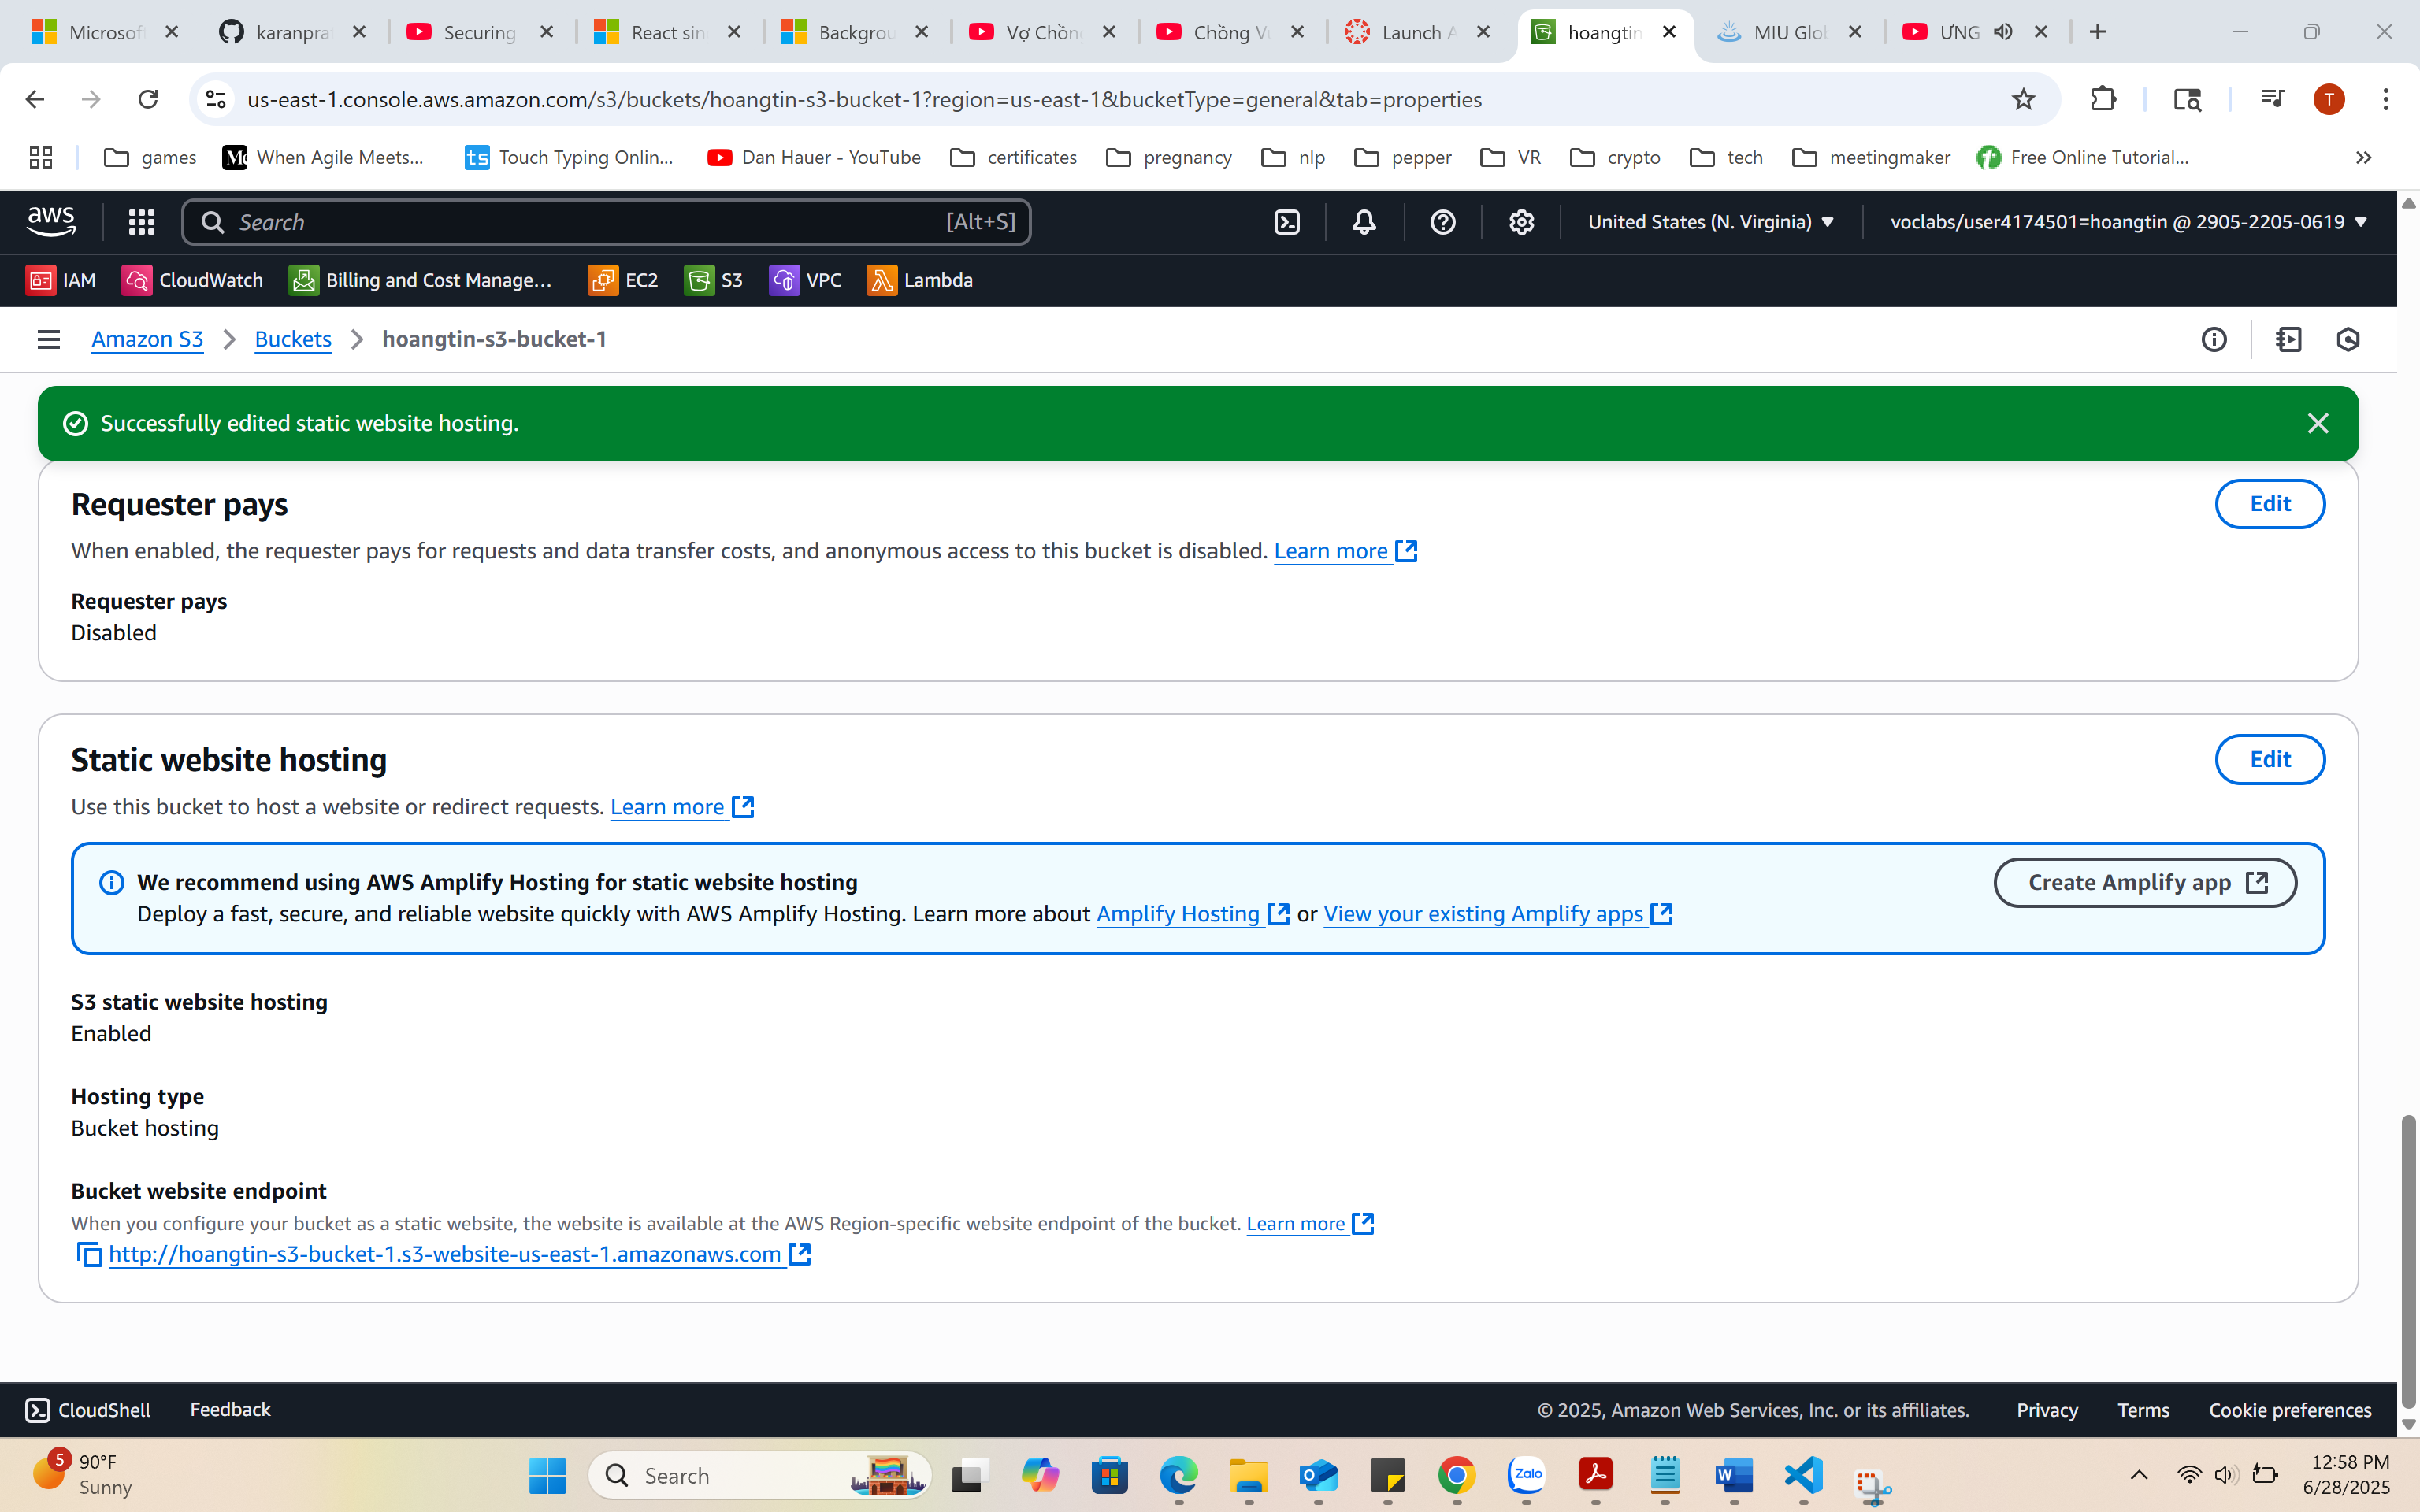 Microsof
karanpra
Securing
React sin
Backgrou
Vợ Chồng
Chồng Vũ
Launch A
hoangtin
MIU Glob
ƯNG
us-east-1.console.aws.amazon.com/s3/buckets/hoangtin-s3-bucket-1?region=us-east-1&bucketType=general&tab=properties
T
games
Me
When Agile Meets...
ts
Touch Typing Onlin...
Dan Hauer - YouTube
certificates
pregnancy
nlp
pepper
VR
crypto
tech
meetingmaker
Free Online Tutorial...
aws
Search
[Alt+S]
United States (N. Virginia)
voclabs/user4174501=hoangtin @ 2905-2205-0619
IAM
CloudWatch
Billing and Cost Manage...
EC2
S3
VPC
Lambda
Amazon S3
Buckets
hoangtin-s3-bucket-1
Successfully edited static website hosting.
Requester pays
Edit
When enabled, the requester pays for requests and data transfer costs, and anonymous access to this bucket is disabled. Learn more
Requester pays
Disabled
Static website hosting
Edit
Use this bucket to host a website or redirect requests. Learn more
We recommend using AWS Amplify Hosting for static website hosting
Create Amplify app
Deploy a fast, secure, and reliable website quickly with AWS Amplify Hosting. Learn more about Amplify Hosting or View your existing Amplify apps
S3 static website hosting
Enabled
Hosting type
Bucket hosting
Bucket website endpoint
When you configure your bucket as a static website, the website is available at the AWS Region-specific website endpoint of the bucket. Learn more
http://hoangtin-s3-bucket-1.s3-website-us-east-1.amazonaws.com
CloudShell
Feedback
© 2025, Amazon Web Services, Inc. or its affiliates.
Privacy
Terms
Cookie preferences
5
90°F
Sunny
Search
Zalo
12:58 PM
6/28/2025